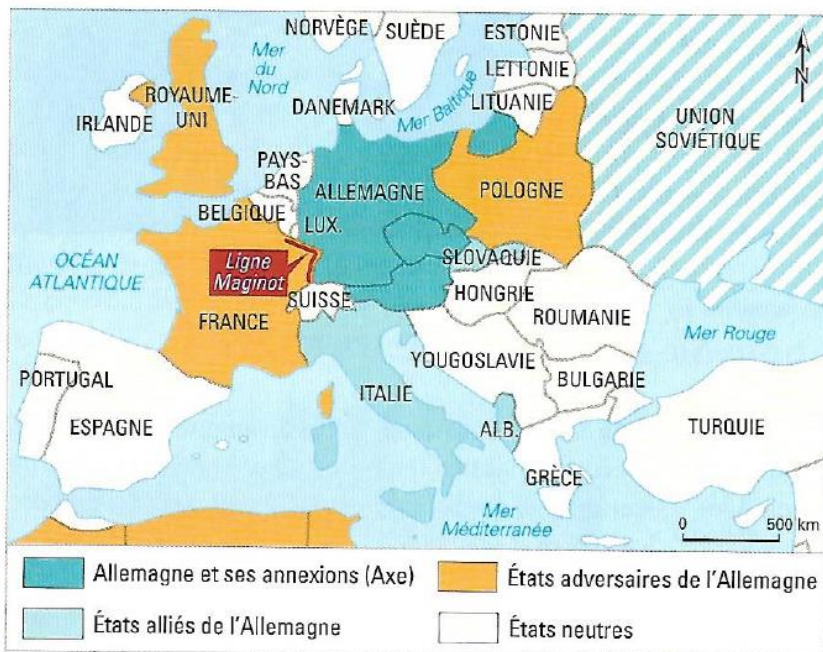 NORVÈGE
SUÈDE
ESTONIE
Mer
du
Nord
LETTONIE
N
ROYAUME-
UNI
DANEMARK
Mer Baltique
LITUANIE
IRLANDE
UNION
SOVIÉTIQUE
PAYS-
BAS
ALLEMAGNE
POLOGNE
BELGIQUE
LUX.
OCÉAN
ATLANTIQUE
Ligne
Maginot
SLOVAQUIE
SUISSE
HONGRIE
FRANCE
ROUMANIE
Mer Rouge
YOUGOSLAVIE
PORTUGAL
ITALIE
BULGARIE
ESPAGNE
ALB.
TURQUIE
GRÈCE
Mer
Méditerranée
0 500 km
Allemagne et ses annexions (Axe)
États adversaires de l'Allemagne
États alliés de l'Allemagne
États neutres